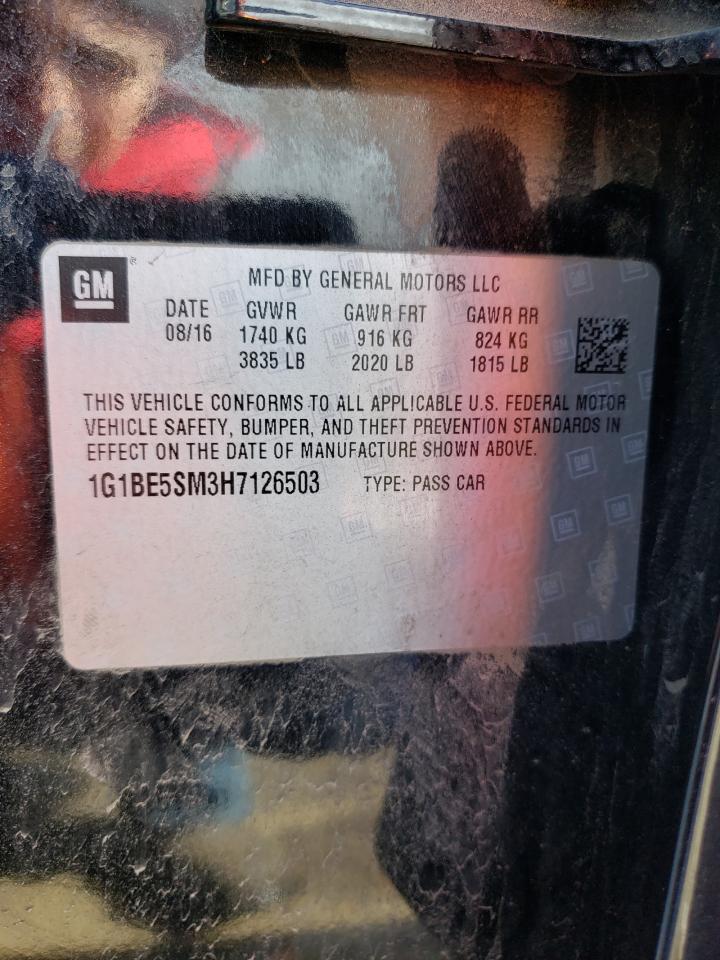 GM ®
MFD BY GENERAL MOTORS LLC
DATE GVWR GAWR FRT GAWR RR
08/16 1740 KG 916 KG 824 KG
3835 LB 2020 LB 1815 LB
THIS VEHICLE CONFORMS TO ALL APPLICABLE U.S. FEDERAL MOTOR
VEHICLE SAFETY, BUMPER, AND THEFT PREVENTION STANDARDS IN
EFFECT ON THE DATE OF MANUFACTURE SHOWN ABOVE.
1G1BE5SM3H7126503 TYPE: PASS CAR